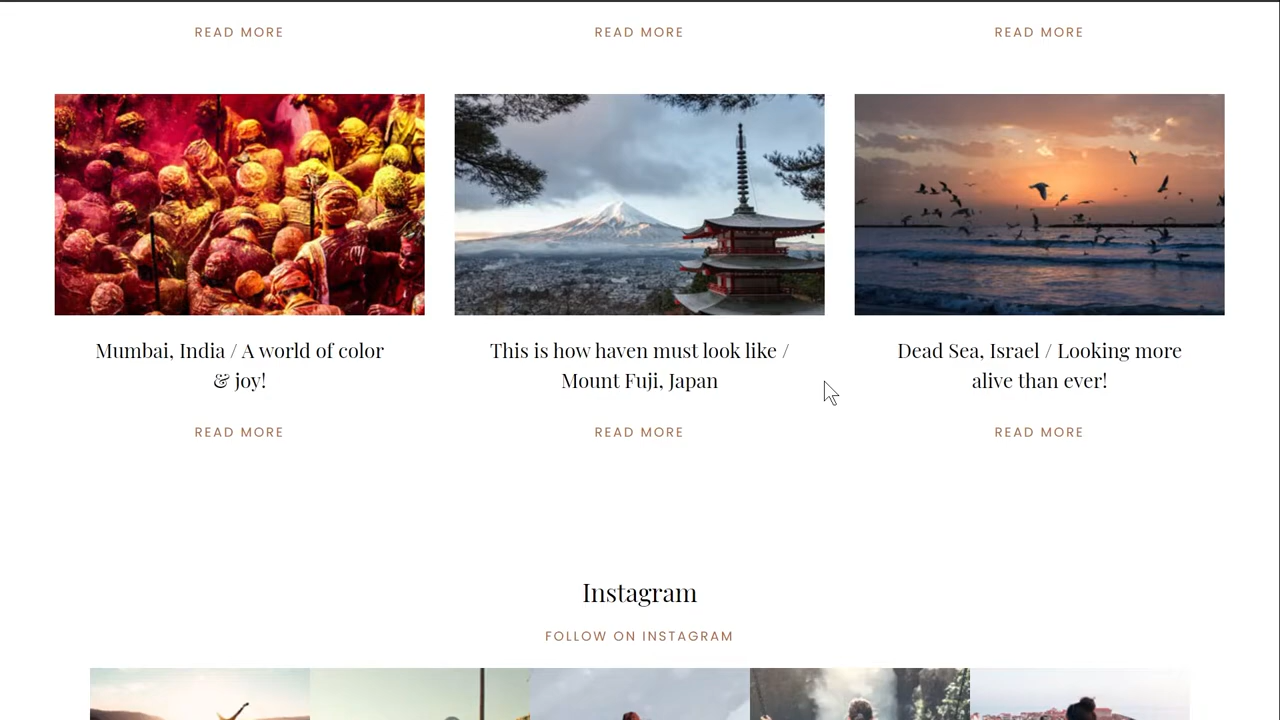 READ MORE
READ MORE
READ MORE
Mumbai, India / A world of color
& joy!
This is how haven must look like /
Mount Fuji, Japan
Dead Sea, Israel / Looking more
alive than ever!
READ MORE
READ MORE
READ MORE
Instagram
FOLLOW ON INSTAGRAM